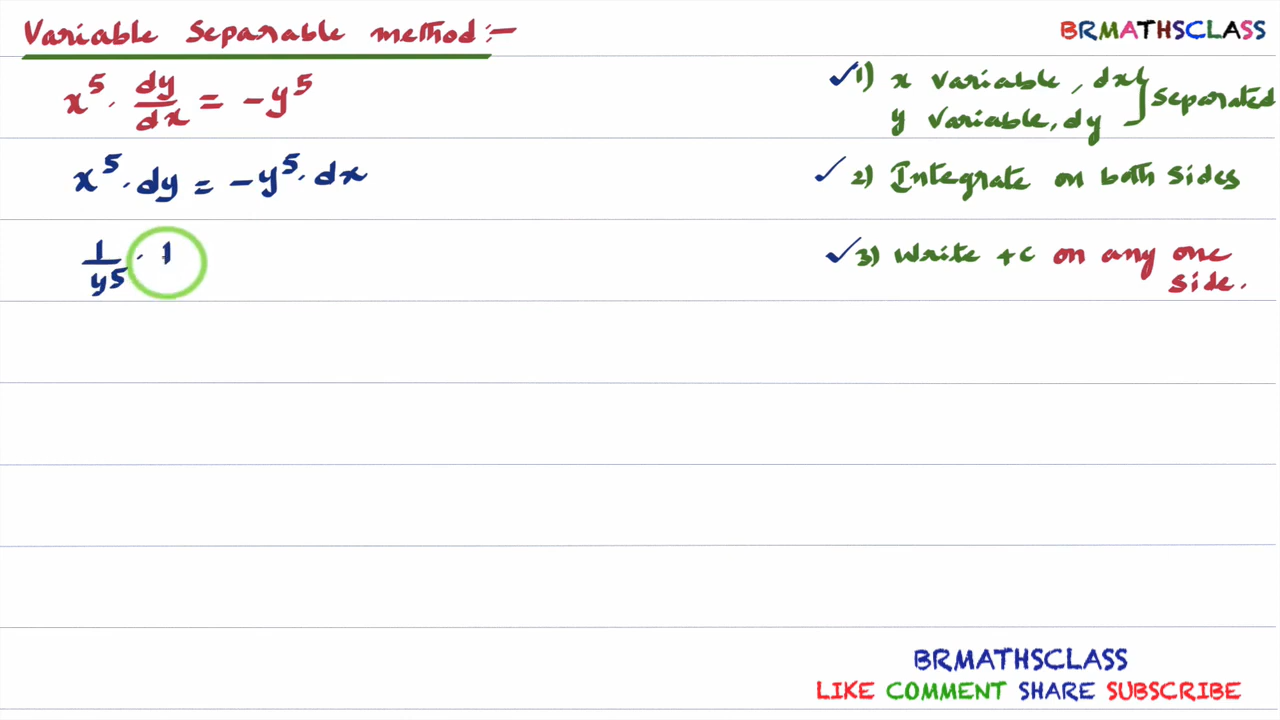 Variable Separable method :-
BRMATHSCLASS
x⁵ · dy/dx = -y⁵
x⁵ · dy = -y⁵ · dx
1/y⁵ · 1
✓1) x variable, dx } Separated
y variable, dy
✓ 2) Integrate on both sides
✓3) Write +c on any one
side.
BRMATHSCLASS
LIKE COMMENT SHARE SUBSCRIBE